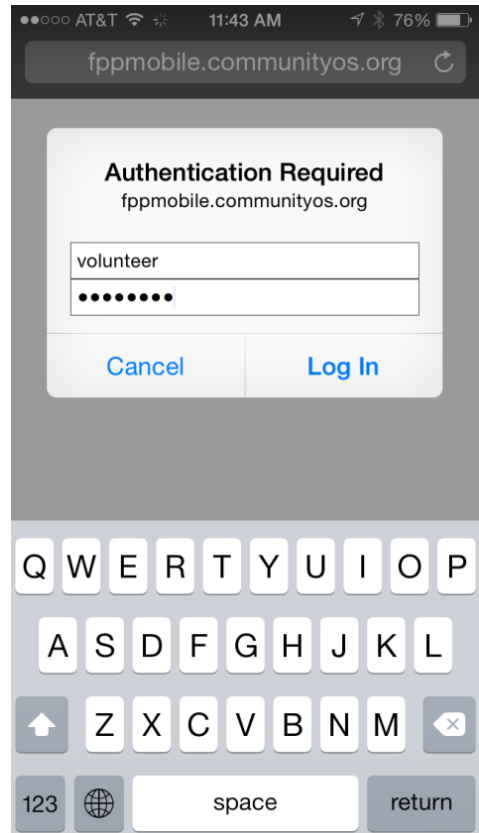 ●●○○○ AT&T 11:43 AM 76%
fppmobile.communityos.org
Authentication Required
fppmobile.communityos.org
volunteer
●●●●●●●●
Cancel Log In
Q W E R T Y U I O P
A S D F G H J K L
Z X C V B N M
123 space return